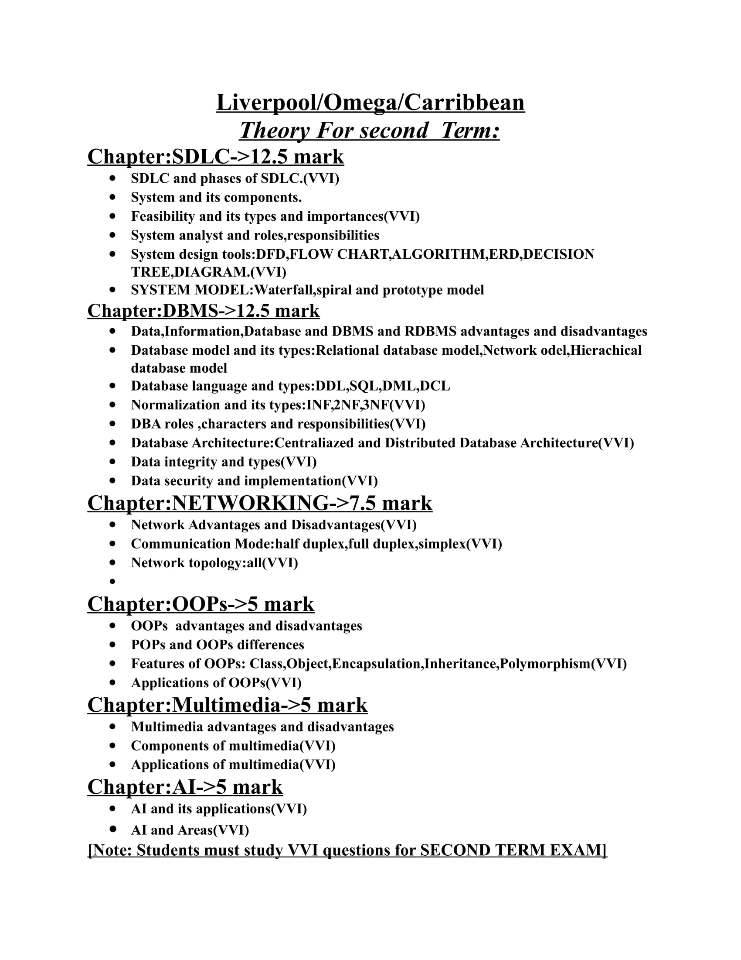 Liverpool/Omega/Carribbean
Theory For second Term:
Chapter:SDLC->12.5 mark
• SDLC and phases of SDLC.(VVI)
• System and its components.
• Feasibility and its types and importances(VVI)
• System analyst and roles,responsibilities
• System design tools:DFD,FLOW CHART,ALGORITHM,ERD,DECISION
TREE,DIAGRAM.(VVI)
• SYSTEM MODEL:Waterfall,spiral and prototype model
Chapter:DBMS->12.5 mark
• Data,Information,Database and DBMS and RDBMS advantages and disadvantages
• Database model and its types:Relational database model,Network odel,Hierachical
database model
• Database language and types:DDL,SQL,DML,DCL
• Normalization and its types:INF,2NF,3NF(VVI)
• DBA roles ,characters and responsibilities(VVI)
• Database Architecture:Centraliazed and Distributed Database Architecture(VVI)
• Data integrity and types(VVI)
• Data security and implementation(VVI)
Chapter:NETWORKING->7.5 mark
• Network Advantages and Disadvantages(VVI)
• Communication Mode:half duplex,full duplex,simplex(VVI)
• Network topology:all(VVI)
•
Chapter:OOPs->5 mark
• OOPs advantages and disadvantages
• POPs and OOPs differences
• Features of OOPs: Class,Object,Encapsulation,Inheritance,Polymorphism(VVI)
• Applications of OOPs(VVI)
Chapter:Multimedia->5 mark
• Multimedia advantages and disadvantages
• Components of multimedia(VVI)
• Applications of multimedia(VVI)
Chapter:AI->5 mark
• AI and its applications(VVI)
• AI and Areas(VVI)
[Note: Students must study VVI questions for SECOND TERM EXAM]